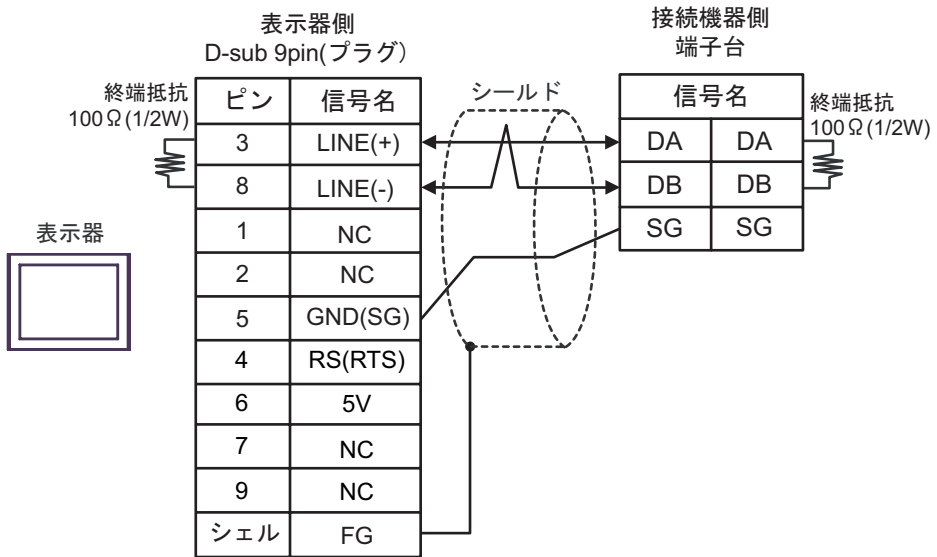 表示器側
D-sub 9pin(プラグ)
接続機器側
端子台
終端抵抗
100Ω(1/2W)
ピン 信号名
3 LINE(+)
8 LINE(-)
1 NC
2 NC
5 GND(SG)
4 RS(RTS)
6 5V
7 NC
9 NC
シェル FG
シールド
信号名
DA DA
DB DB
SG SG
終端抵抗
100Ω(1/2W)
表示器